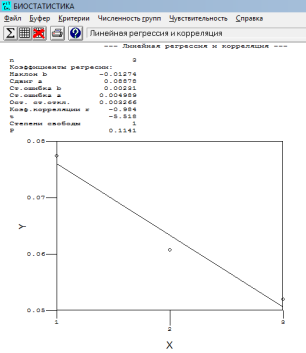 БИОСТАТИСТИКА
Файл Буфер Критерии Численность групп Чувствительность Справка
Линейная регрессия и корреляция
--- Линейная регрессия и корреляция ---
n 3
Коэффициенты регрессии:
Наклон b -0.01274
Сдвиг a 0.08878
Ст.ошибка b 0.00231
Ст.ошибка a 0.004989
Ост. ст.откл. 0.003266
Коэф.корреляции r -0.984
t -5.518
Степени свободы 1
P 0.1141
0.08
0.07
0.06
0.05
Y
1
2
3
X